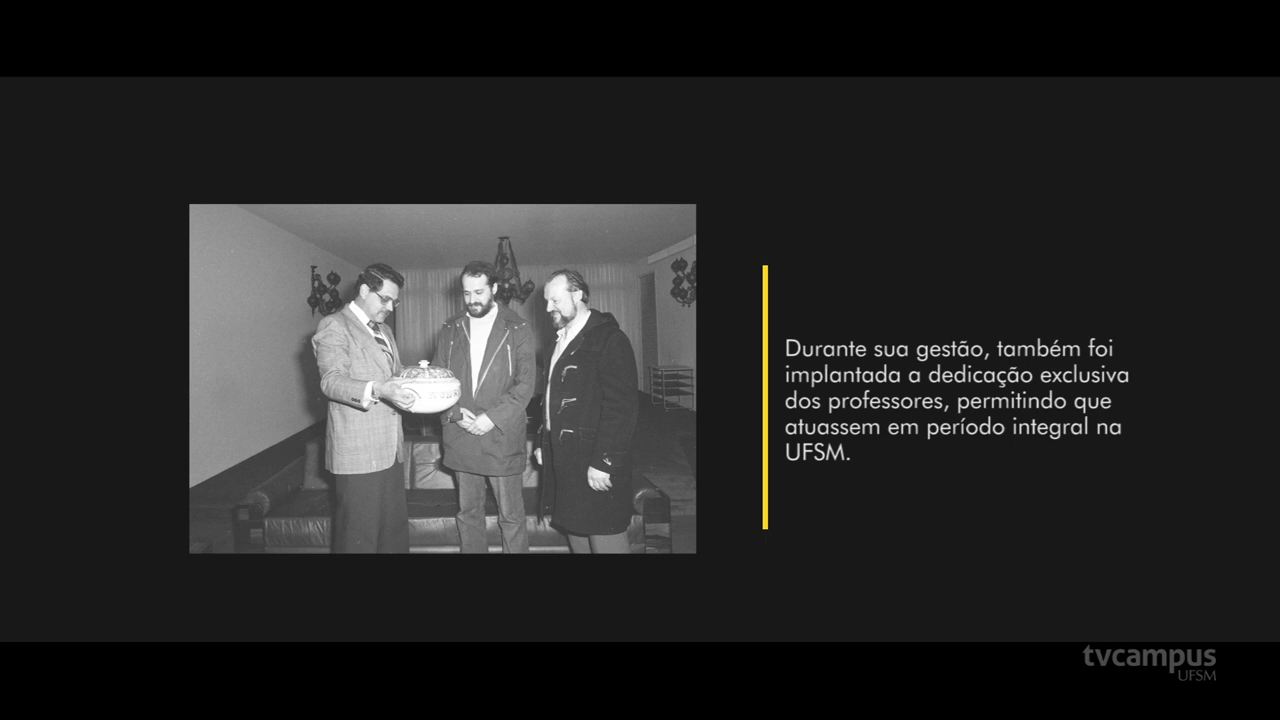 Durante sua gestão, também foi
implantada a dedicação exclusiva
dos professores, permitindo que
atuassem em período integral na
UFSM.
tvcampus
UFSM